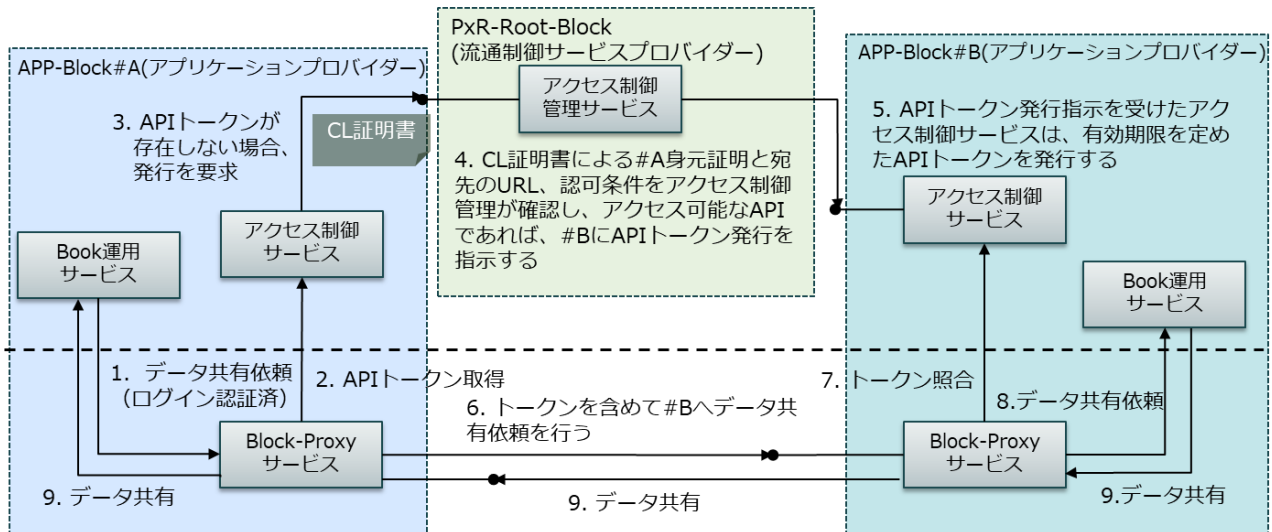 PxR-Root-Block
(流通制御サービスプロバイダー)
APP-Block#A(アプリケーションプロバイダー)
APP-Block#B(アプリケーションプロバイダー)
アクセス制御
管理サービス
3. APIトークンが
存在しない場合、
発行を要求
CL証明書
4. CL証明書による#A身元証明と宛
先のURL、認可条件をアクセス制御
管理が確認し、アクセス可能なAPI
であれば、#BにAPIトークン発行を
指示する
5. APIトークン発行指示を受けたアク
セス制御サービスは、有効期限を定め
たAPIトークンを発行する
アクセス制御
サービス
アクセス制御
サービス
Book運用
サービス
Book運用
サービス
1. データ共有依頼
(ログイン認証済)
2. APIトークン取得
6. トークンを含めて#Bへデータ共
有依頼を行う
7. トークン照合
8.データ共有依頼
Block-Proxy
サービス
Block-Proxy
サービス
9. データ共有
9. データ共有
9.データ共有